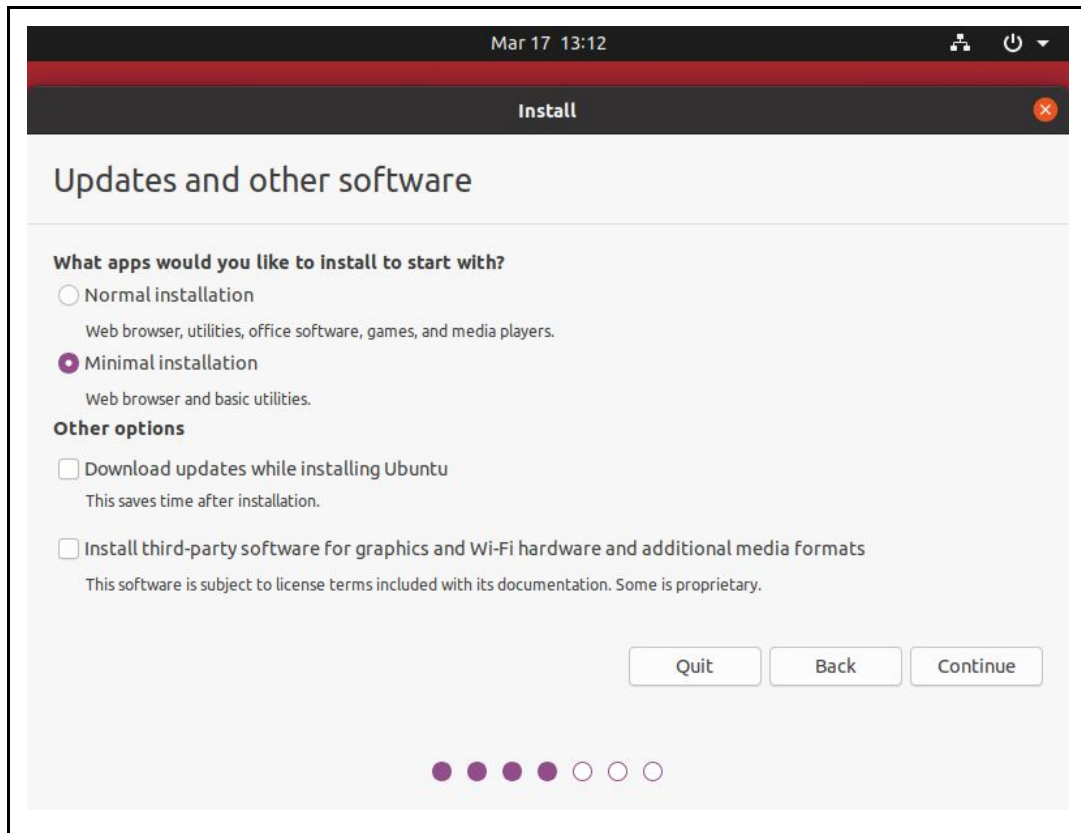 Mar 17 13:12
Install
Updates and other software
What apps would you like to install to start with?
Normal installation
Web browser, utilities, office software, games, and media players.
Minimal installation
Web browser and basic utilities.
Other options
Download updates while installing Ubuntu
This saves time after installation.
Install third-party software for graphics and Wi-Fi hardware and additional media formats
This software is subject to license terms included with its documentation. Some is proprietary.
Quit Back Continue